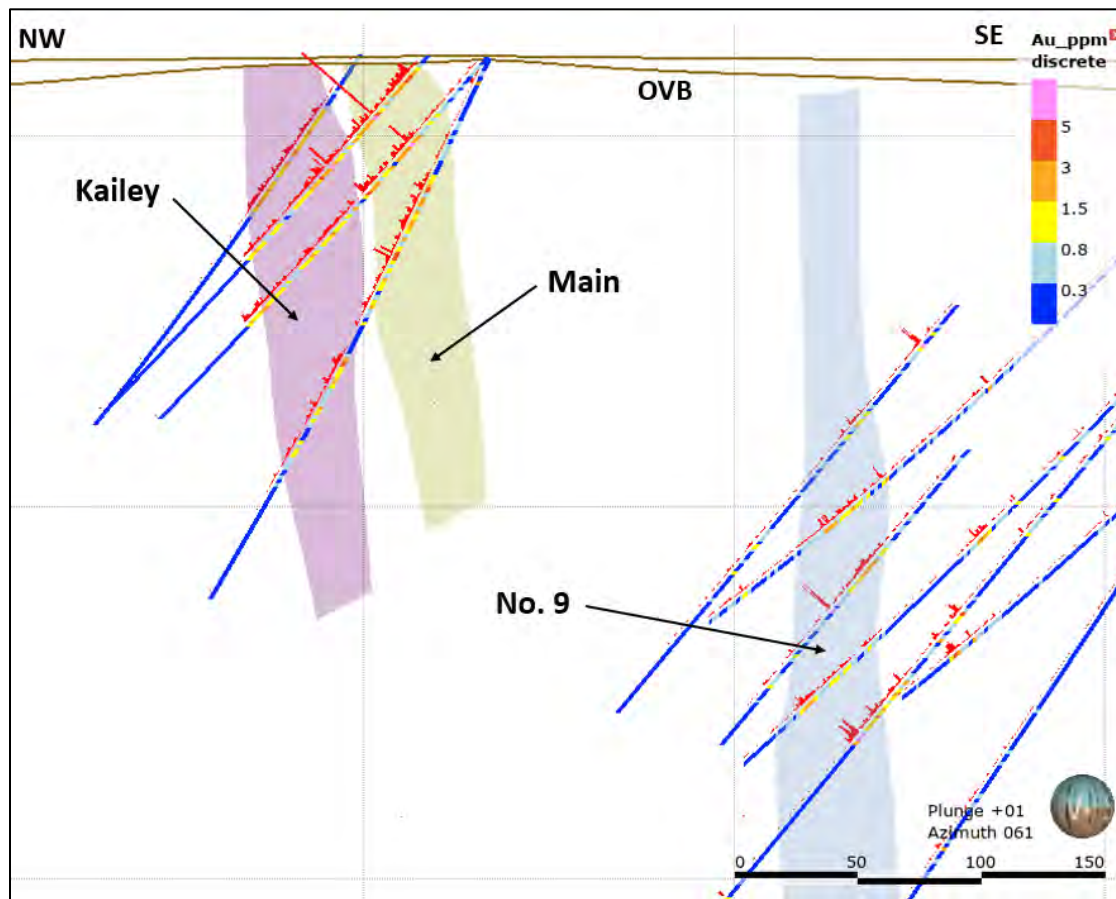 NW
SE
Au_ppm
discrete
OVB
5
3
1.5
0.8
0.3
Kailey
Main
No. 9
Plunge +01
Azimuth 061
0 50 100 150